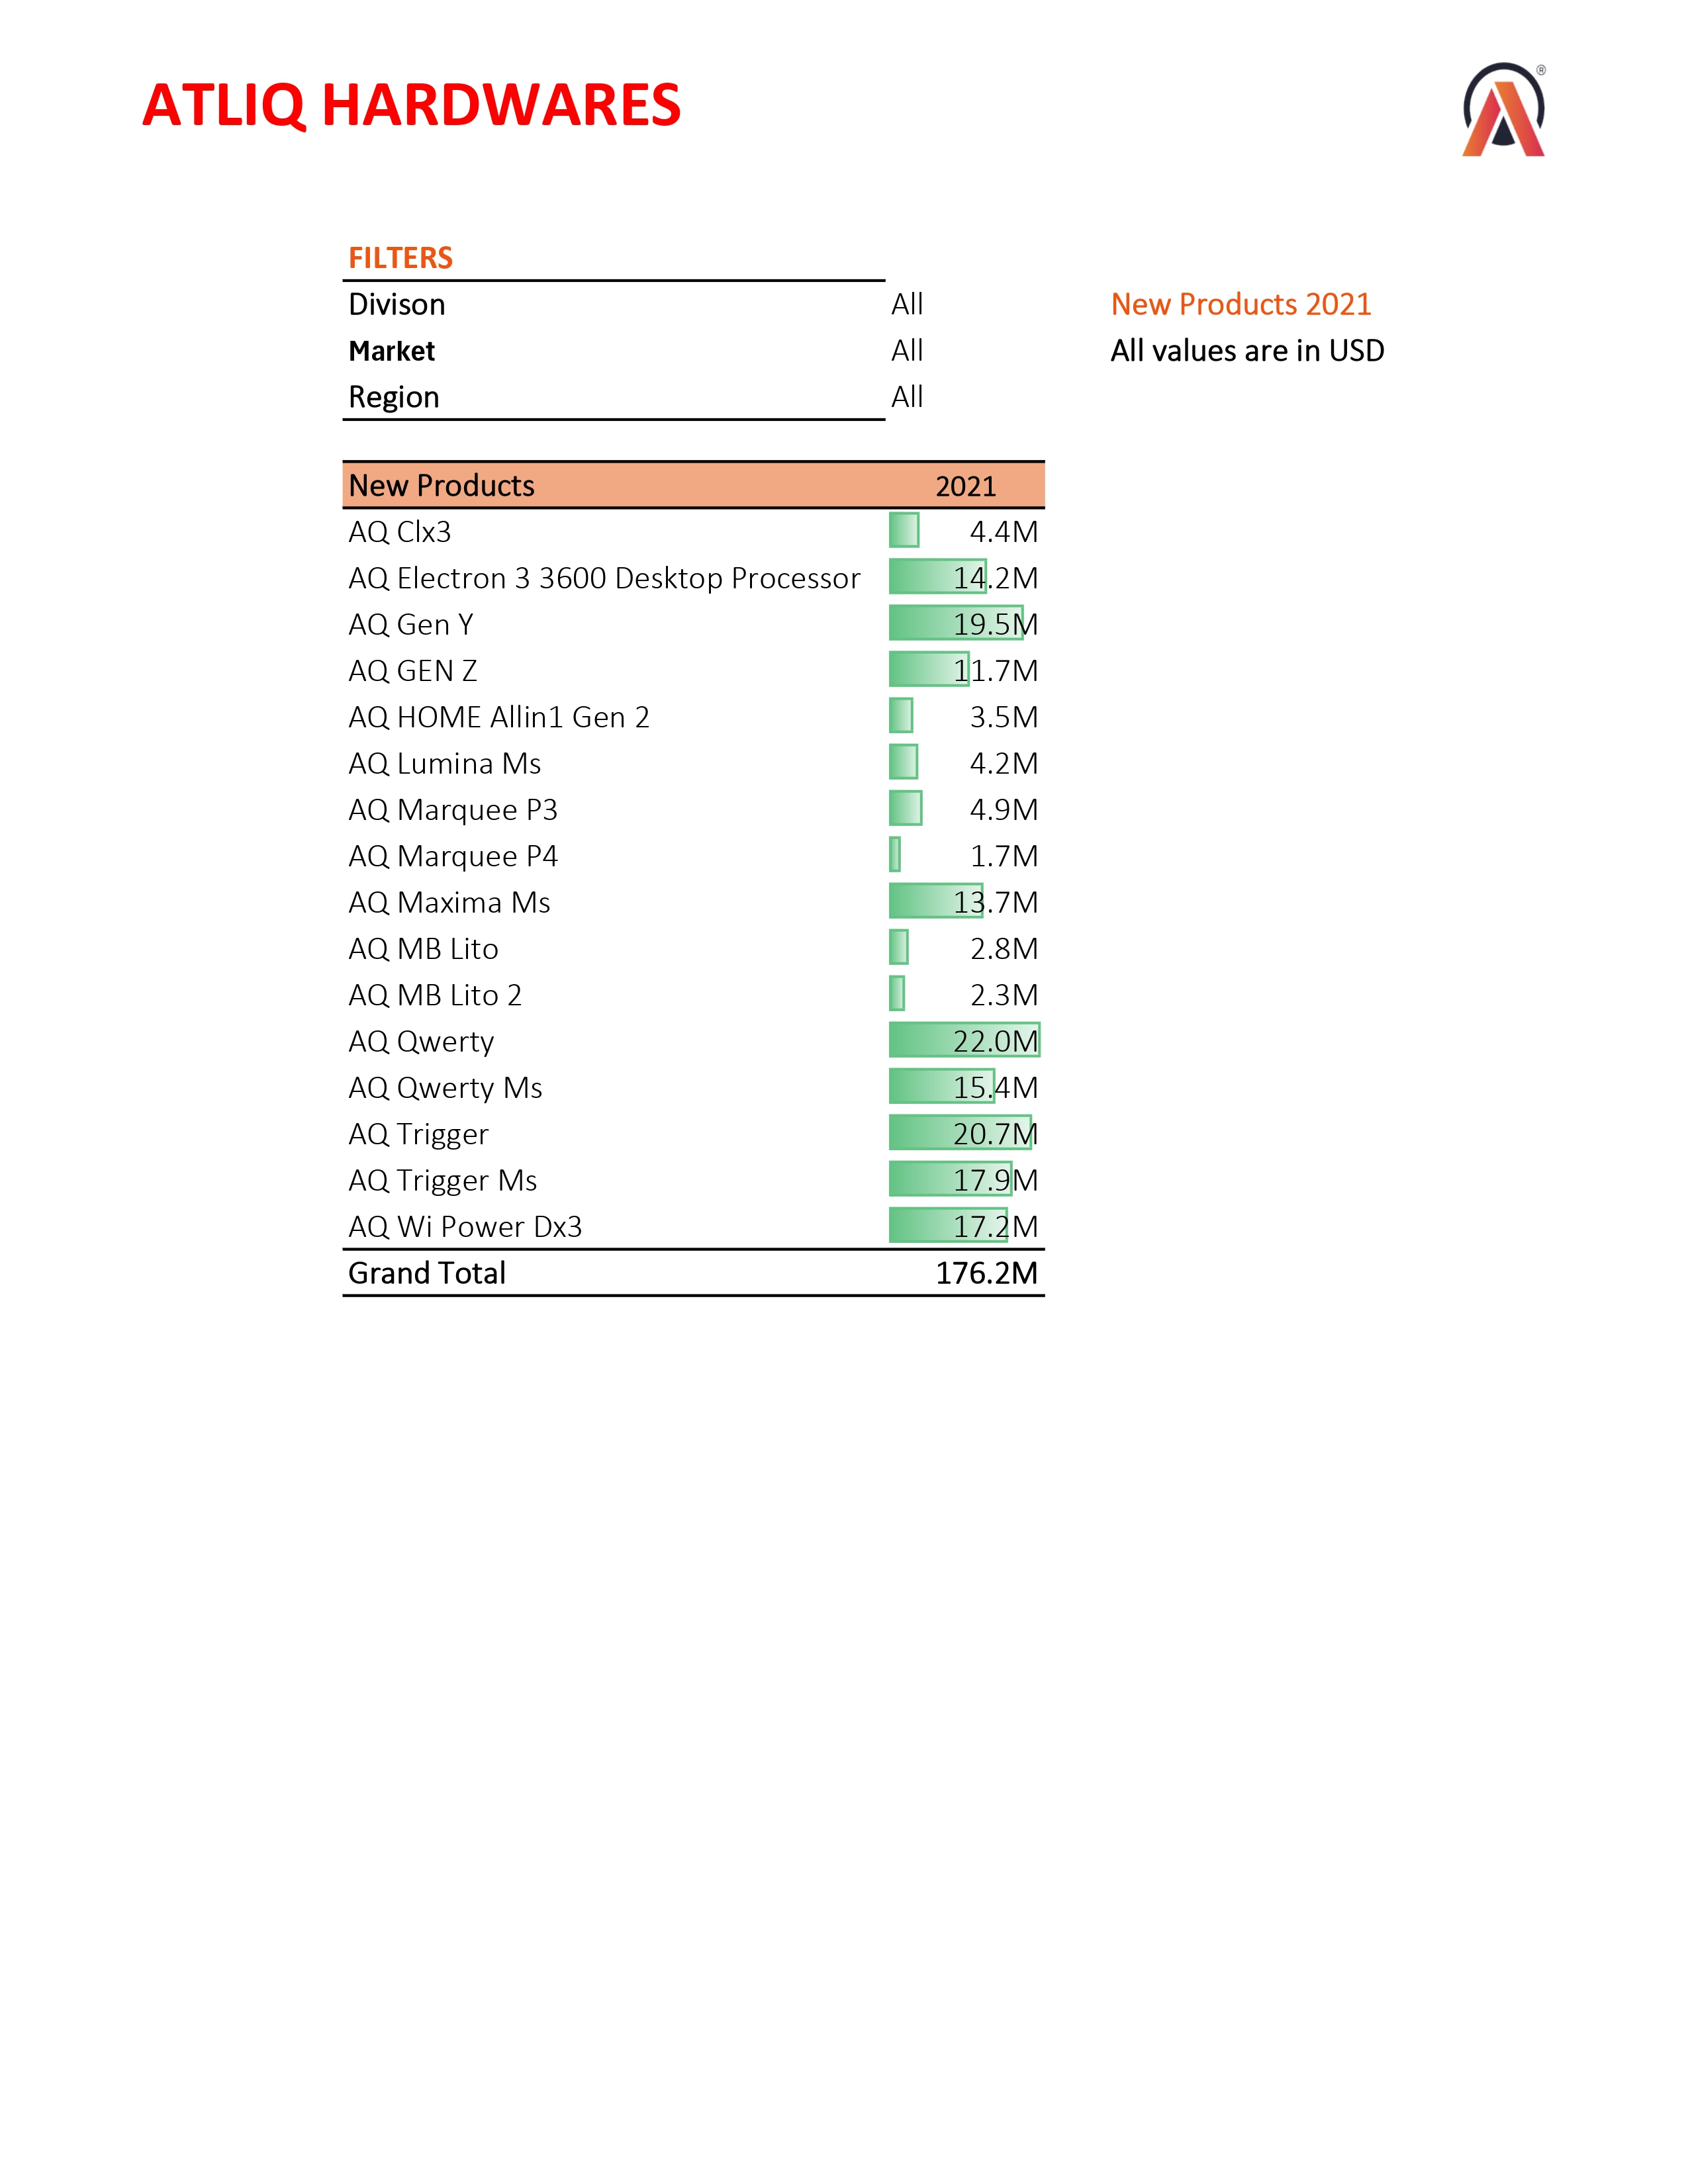 ATLIQ HARDWARES
®
FILTERS
Divison All New Products 2021
Market All All values are in USD
Region All
New Products 2021
AQ Clx3 4.4M
AQ Electron 3 3600 Desktop Processor 14.2M
AQ Gen Y 19.5M
AQ GEN Z 11.7M
AQ HOME Allin1 Gen 2 3.5M
AQ Lumina Ms 4.2M
AQ Marquee P3 4.9M
AQ Marquee P4 1.7M
AQ Maxima Ms 13.7M
AQ MB Lito 2.8M
AQ MB Lito 2 2.3M
AQ Qwerty 22.0M
AQ Qwerty Ms 15.4M
AQ Trigger 20.7M
AQ Trigger Ms 17.9M
AQ Wi Power Dx3 17.2M
Grand Total 176.2M